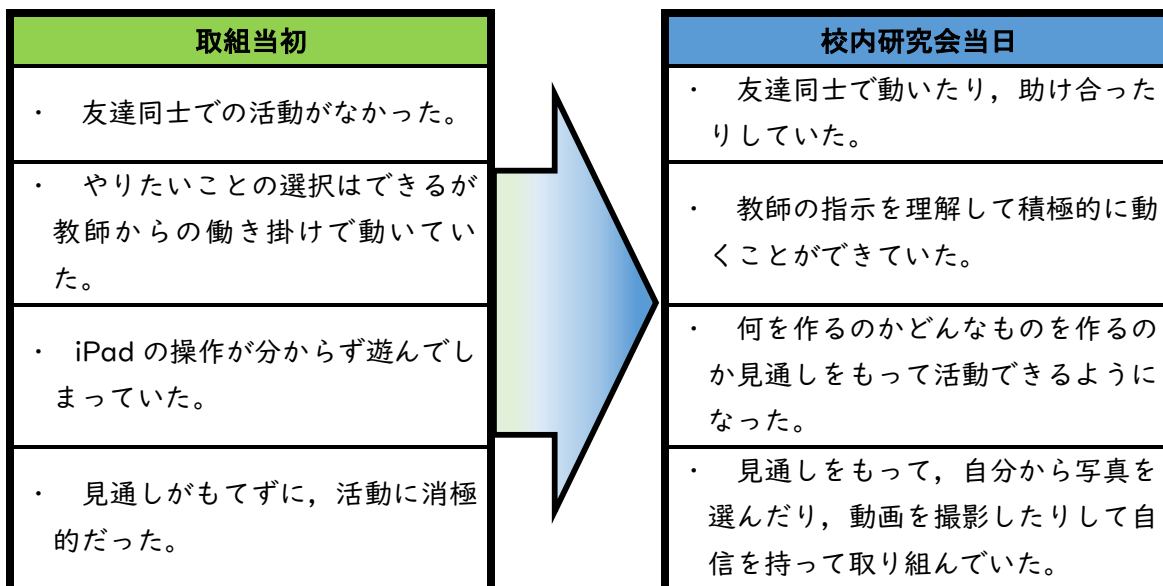 取組当初
・　友達同士での活動がなかった。
・　やりたいことの選択はできるが
教師からの働き掛けで動いてい
た。
・　iPad の操作が分からず遊んでし
まっていた。
・　見通しがもてずに，活動に消極
的だった。
校内研究会当日
・　友達同士で動いたり，助け合った
りしていた。
・　教師の指示を理解して積極的に動
くことができていた。
・　何を作るのかどんなものを作るの
か見通しをもって活動できるように
なった。
・　見通しをもって，自分から写真を
選んだり，動画を撮影したりして自
信を持って取り組んでいた。